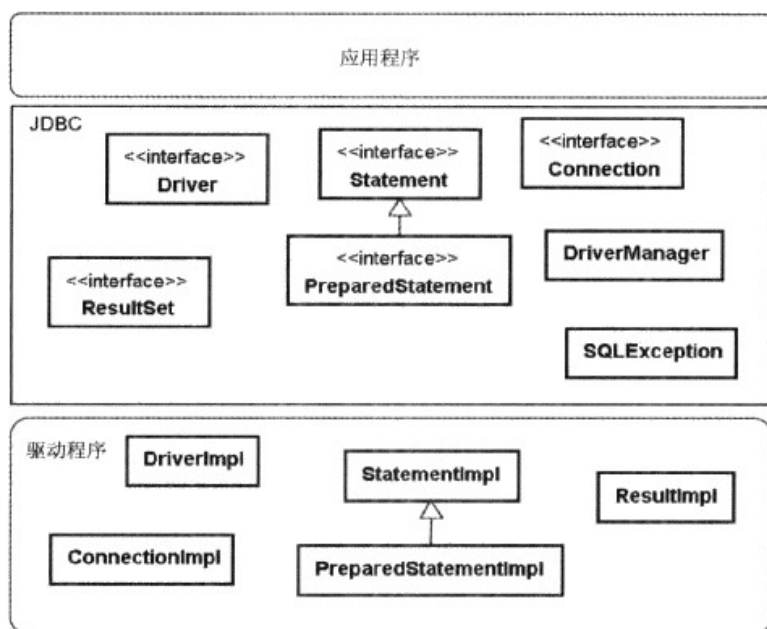 应用程序
JDBC
<<interface>>
Driver
<<interface>>
Statement
<<interface>>
Connection
<<interface>>
ResultSet
<<interface>>
PreparedStatement
DriverManager
SQLException
驱动程序
DriverImpl
StatementImpl
ResultImpl
ConnectionImpl
PreparedStatementImpl